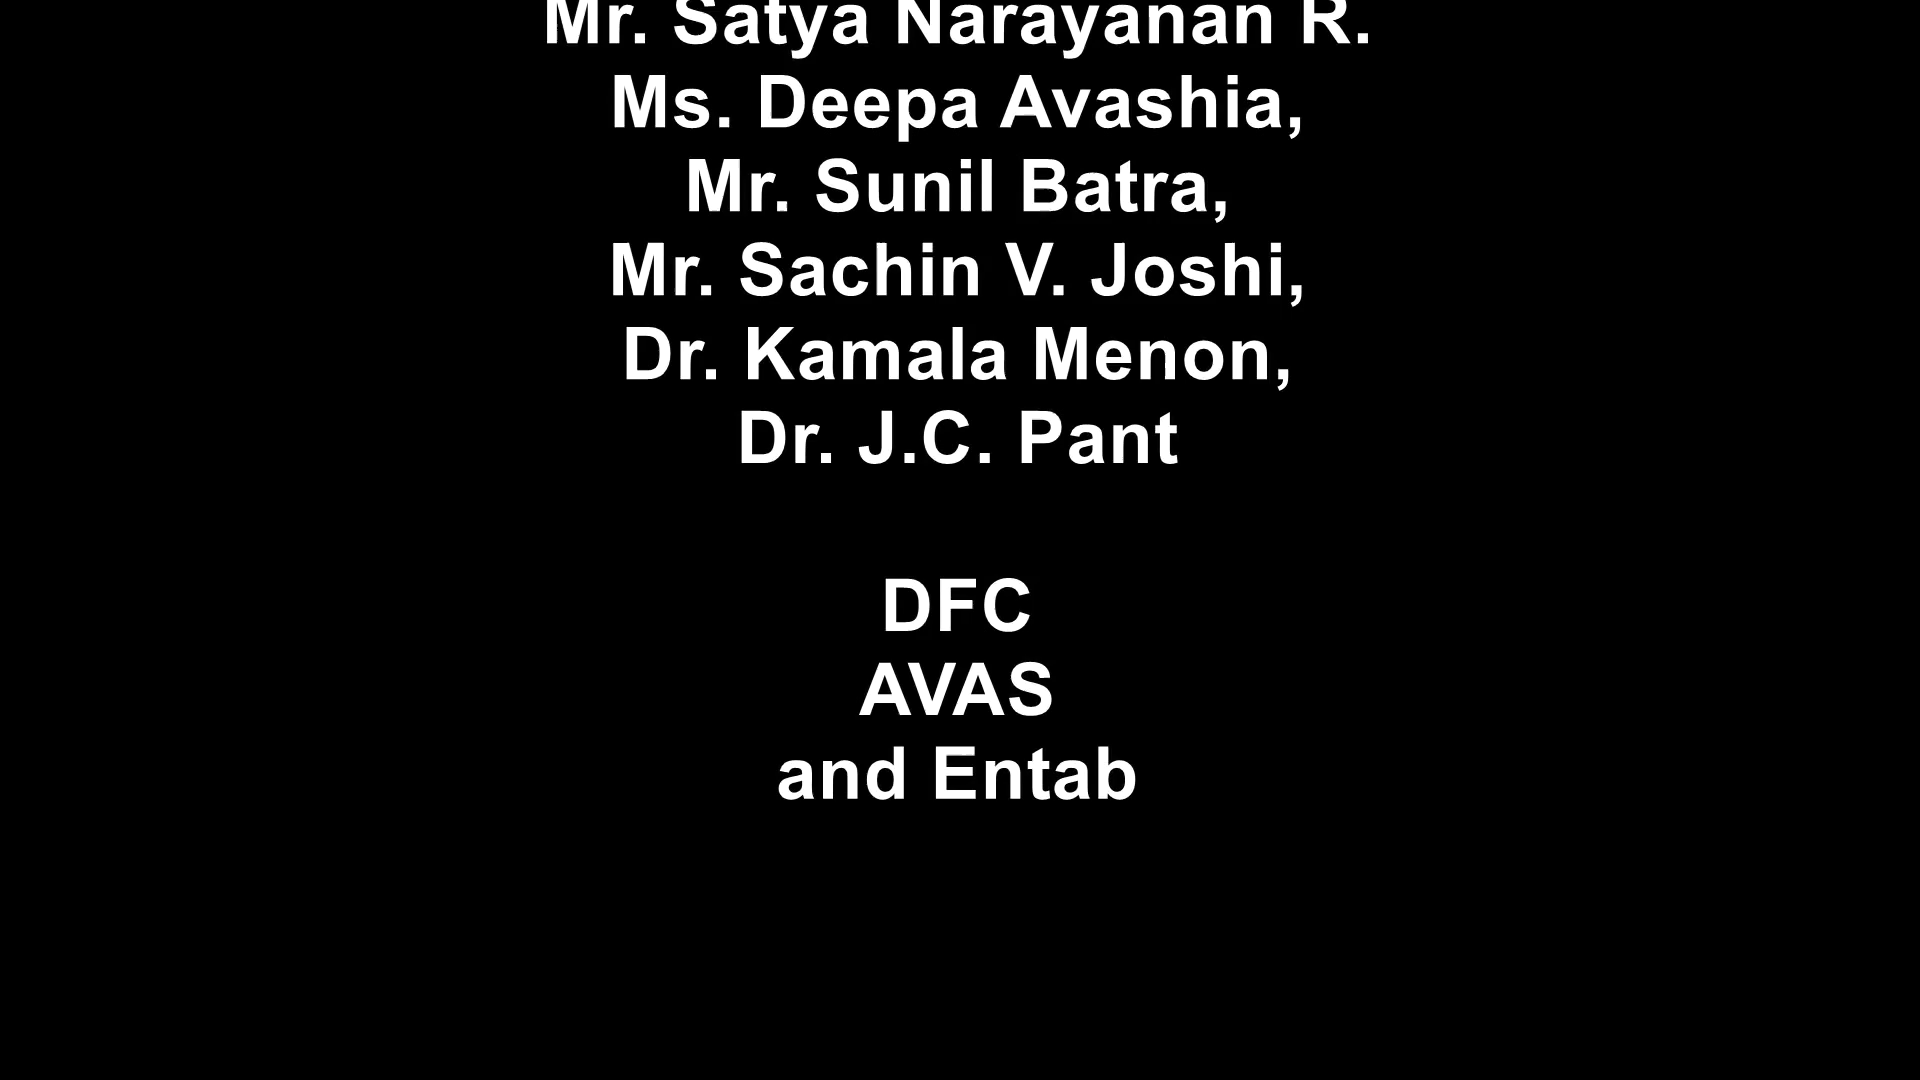 Mr. Satya Narayanan R.
Ms. Deepa Avashia,
Mr. Sunil Batra,
Mr. Sachin V. Joshi,
Dr. Kamala Menon,
Dr. J.C. Pant
DFC
AVAS
and Entab